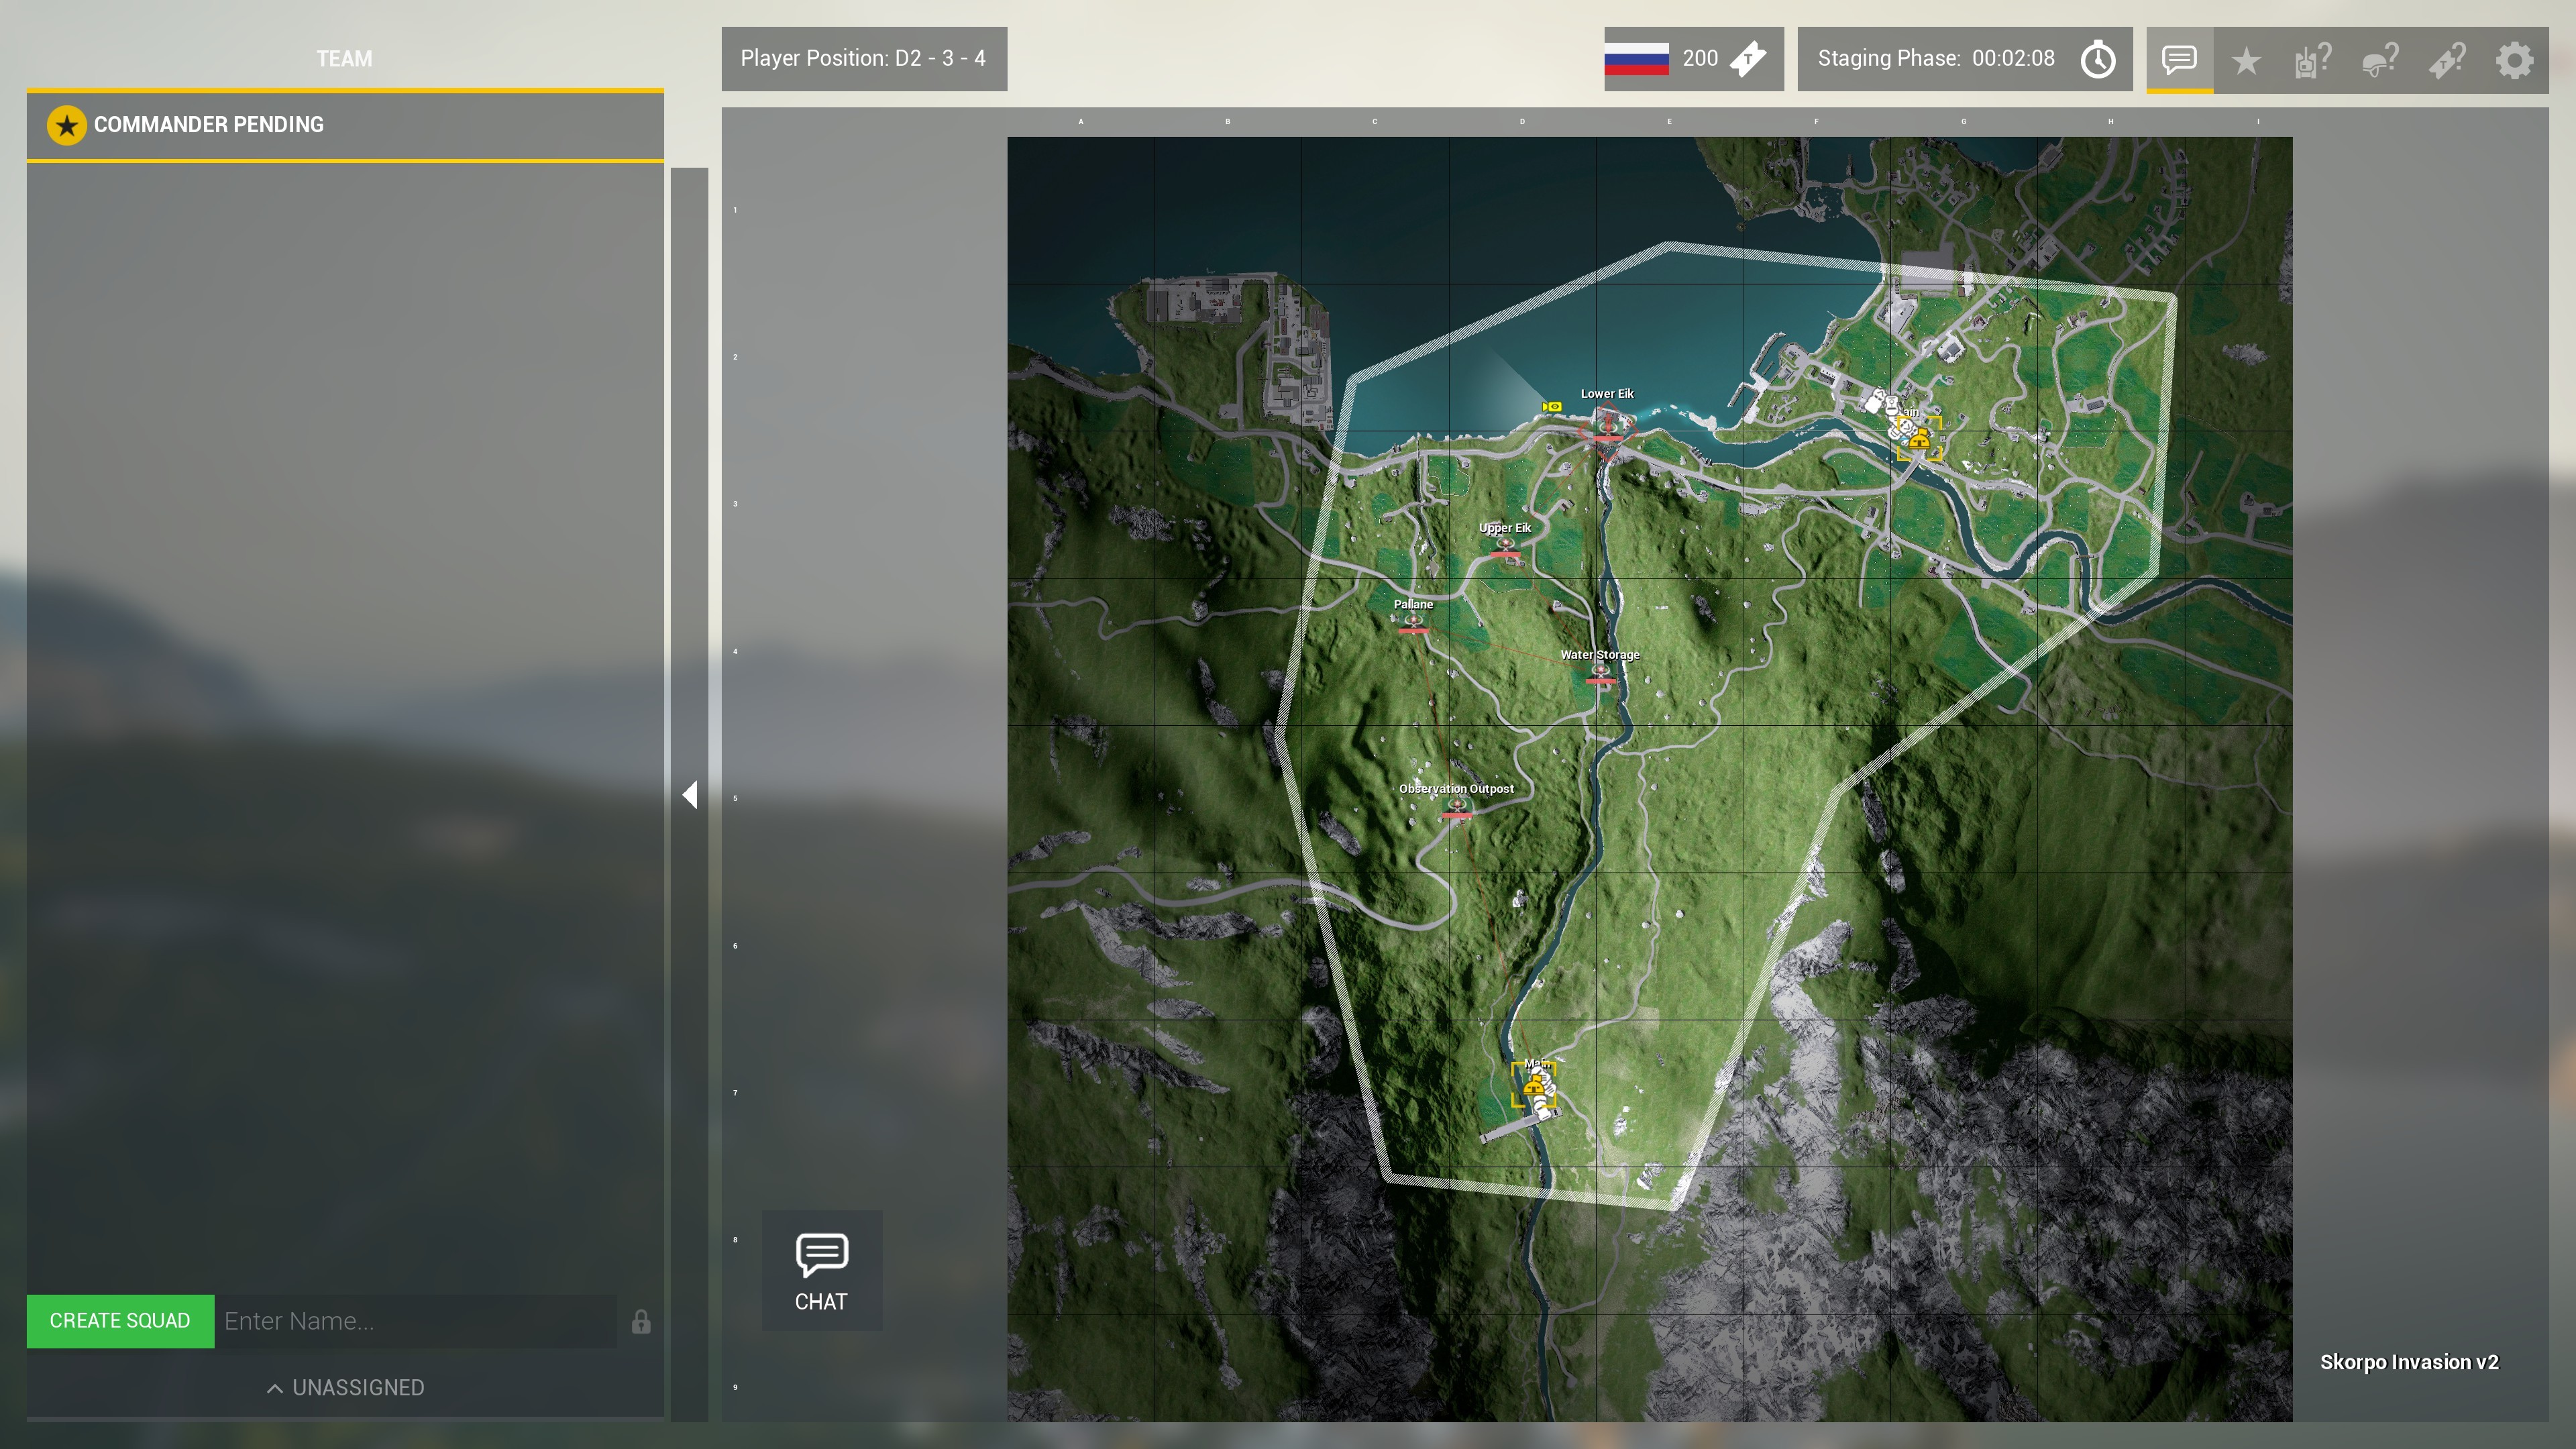 TEAM
Player Position: D2 - 3 - 4
200
T
Staging Phase: 00:02:08
COMMANDER PENDING
A B C D E F G H I
1
2
3
4
5
6
7
8
9
Lower Eik
Upper Eik
Pallane
Water Storage
Observation Outpost
Main
CHAT
CREATE SQUAD
Enter Name...
UNASSIGNED
Skorpo Invasion v2